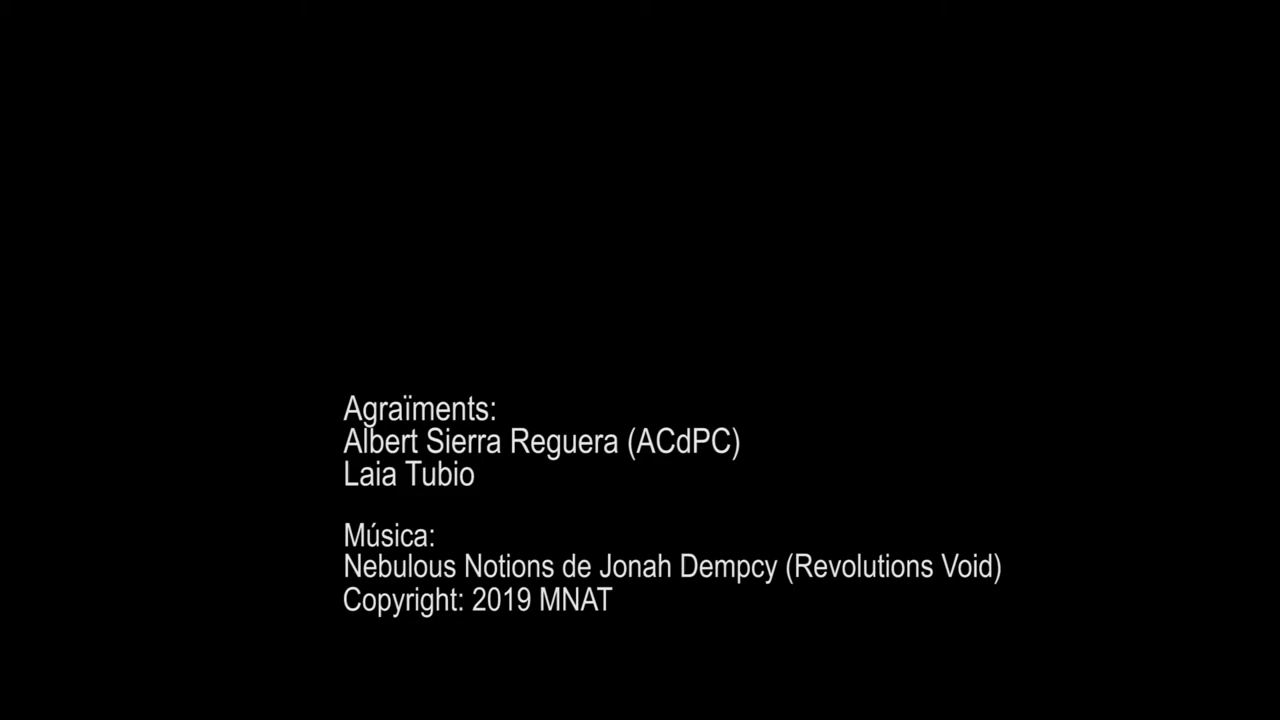 Agraïments:
Albert Sierra Reguera (ACdPC)
Laia Tubio
Música:
Nebulous Notions de Jonah Dempcy (Revolutions Void)
Copyright: 2019 MNAT